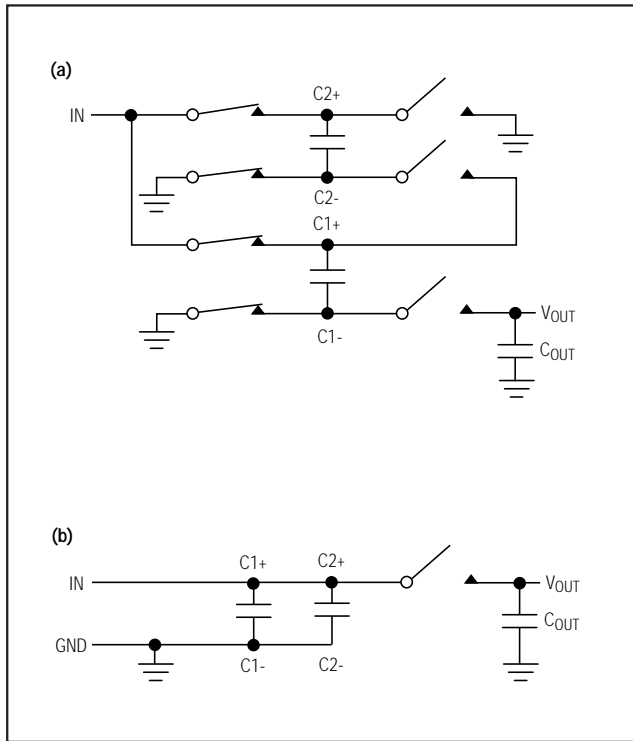 (a)
IN
C2+
C2-
C1+
C1-
VOUT
COUT
(b)
IN
C1+
C2+
VOUT
COUT
GND
C1-
C2-